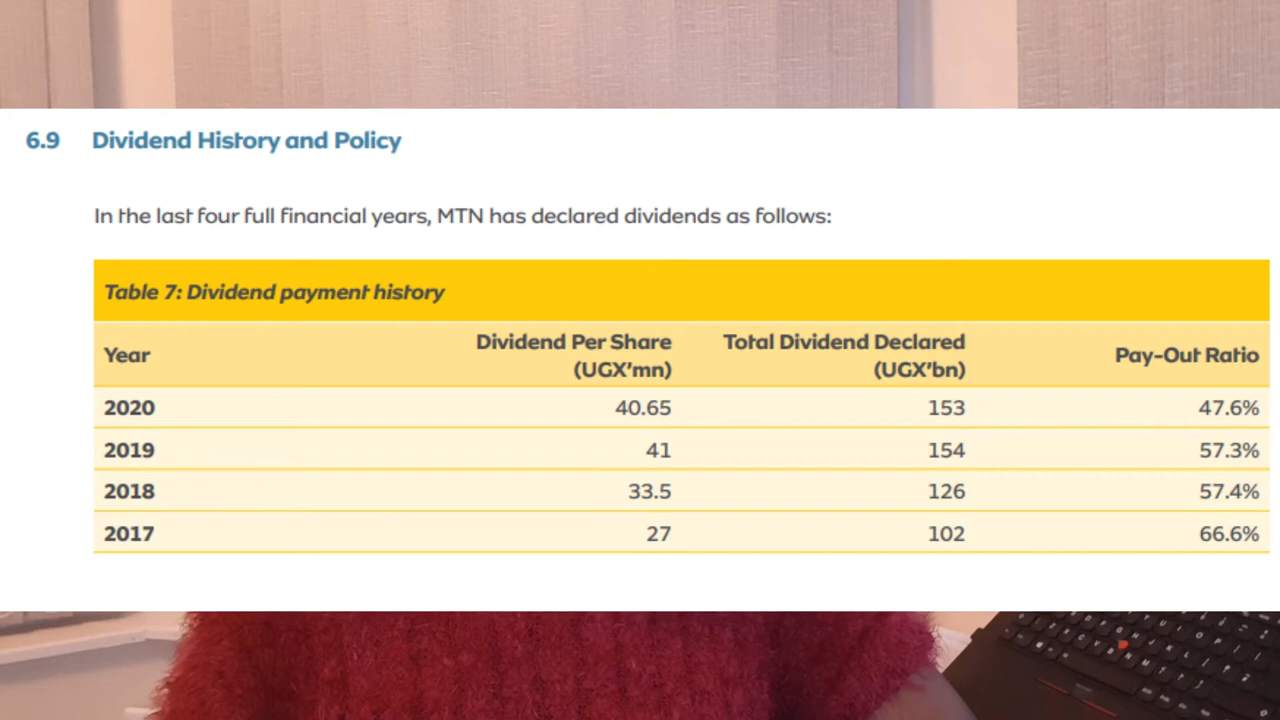 6.9 Dividend History and Policy
In the last four full financial years, MTN has declared dividends as follows:
Table 7: Dividend payment history
Year Dividend Per Share (UGX'mn) Total Dividend Declared (UGX'bn) Pay-Out Ratio
2020 40.65 153 47.6%
2019 41 154 57.3%
2018 33.5 126 57.4%
2017 27 102 66.6%